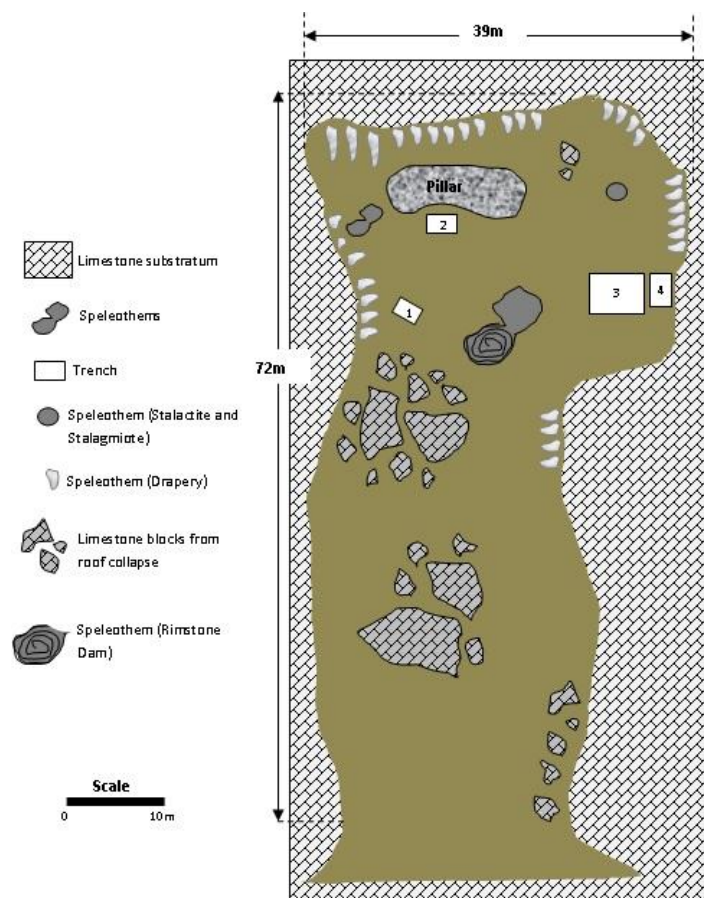 39m
Pillar
2
3
4
1
72m
Limestone substratum
Speleothems
Trench
Speleothem (Stalactite and
Stalagmiote)
Speleothem (Drapery)
Limestone blocks from
roof collapse
Speleothem (Rimstone
Dam)
Scale
0 10m